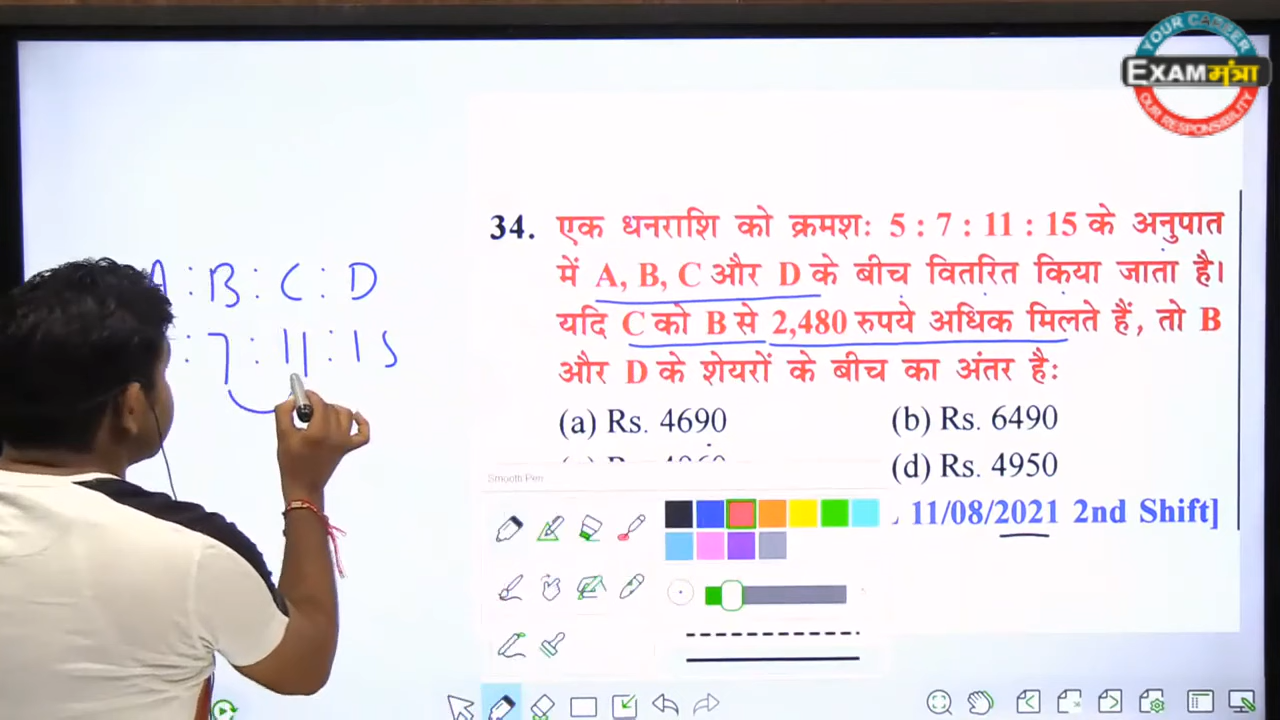 YOUR CAREER
EXAMमंत्रा
OUR RESPONSIBILITY
A : B : C : D
: 7 : 11 : 15
34. एक धनराशि को क्रमश: 5 : 7 : 11 : 15 के अनुपात
में A, B, C और D के बीच वितरित किया जाता है।
यदि C को B से 2,480 रुपये अधिक मिलते हैं, तो B
और D के शेयरों के बीच का अंतर है:
(a) Rs. 4690 (b) Rs. 6490
(d) Rs. 4950
Smooth Pen
11/08/2021 2nd Shift]